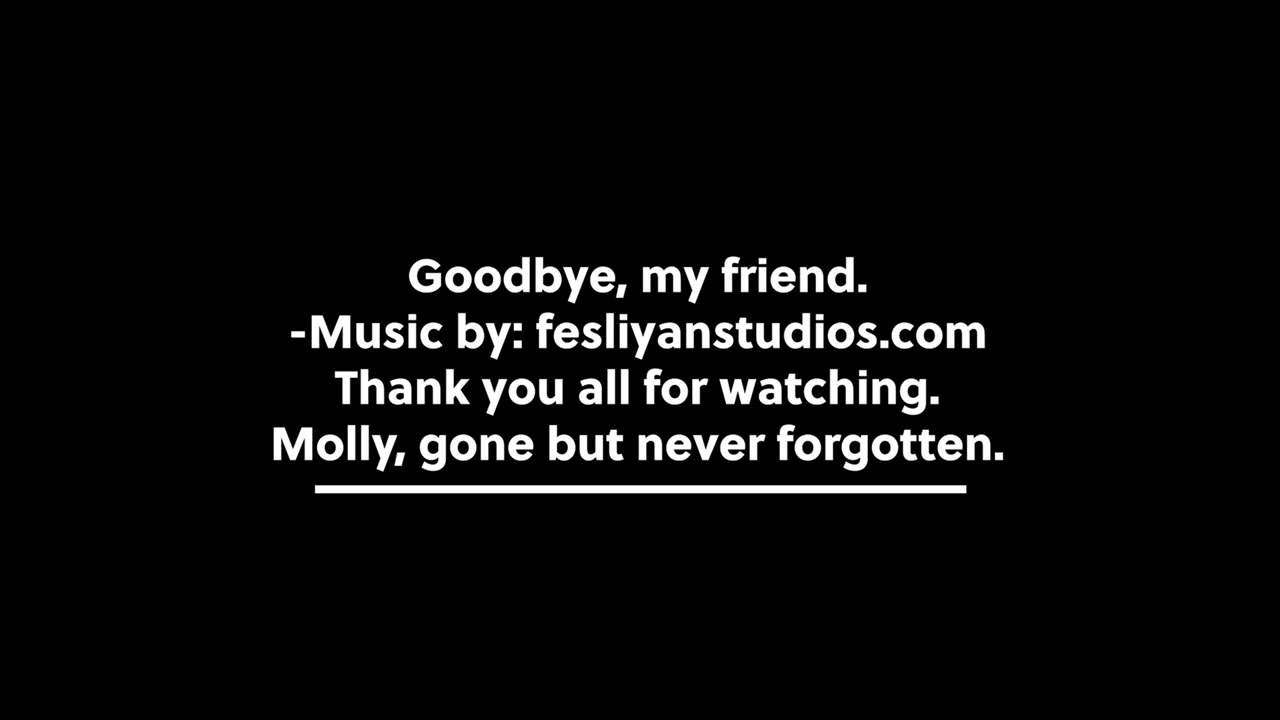 Goodbye, my friend.
-Music by: fesliyanstudios.com
Thank you all for watching.
Molly, gone but never forgotten.